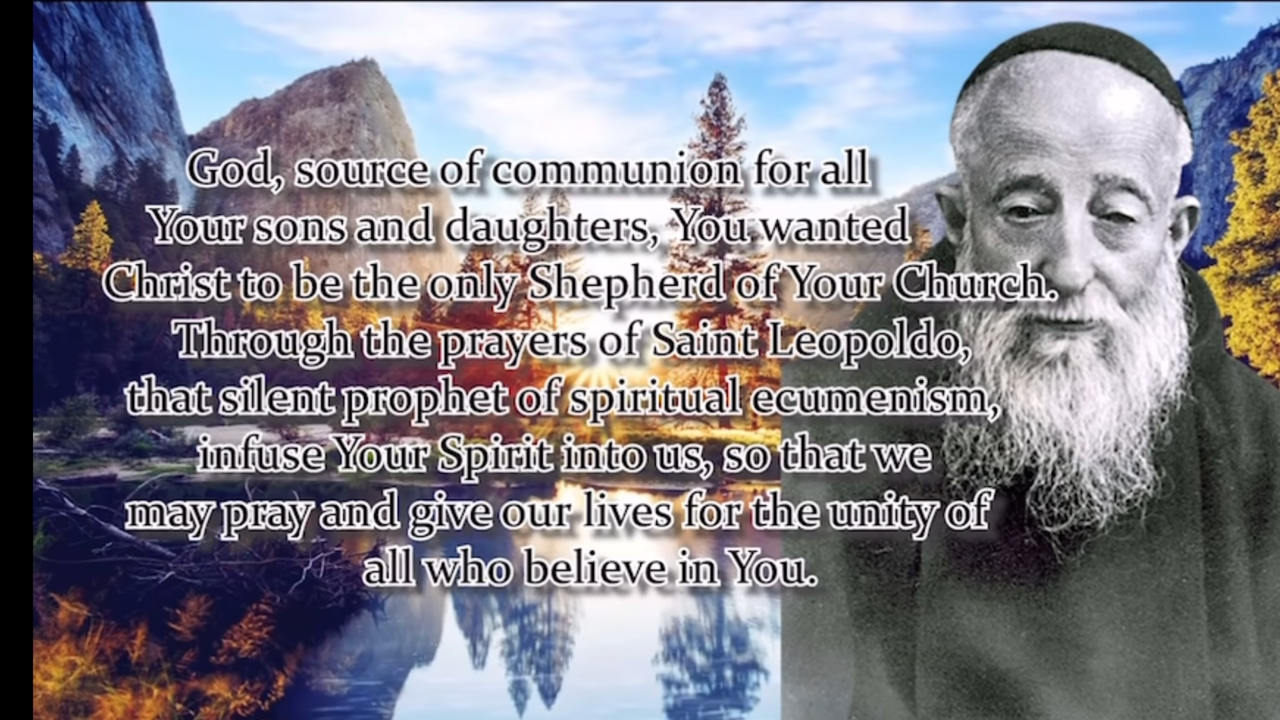 God, source of communion for all
Your sons and daughters, You wanted
Christ to be the only Shepherd of Your Church.
Through the prayers of Saint Leopoldo,
that silent prophet of spiritual ecumenism,
infuse Your Spirit into us, so that we
may pray and give our lives for the unity of
all who believe in You.